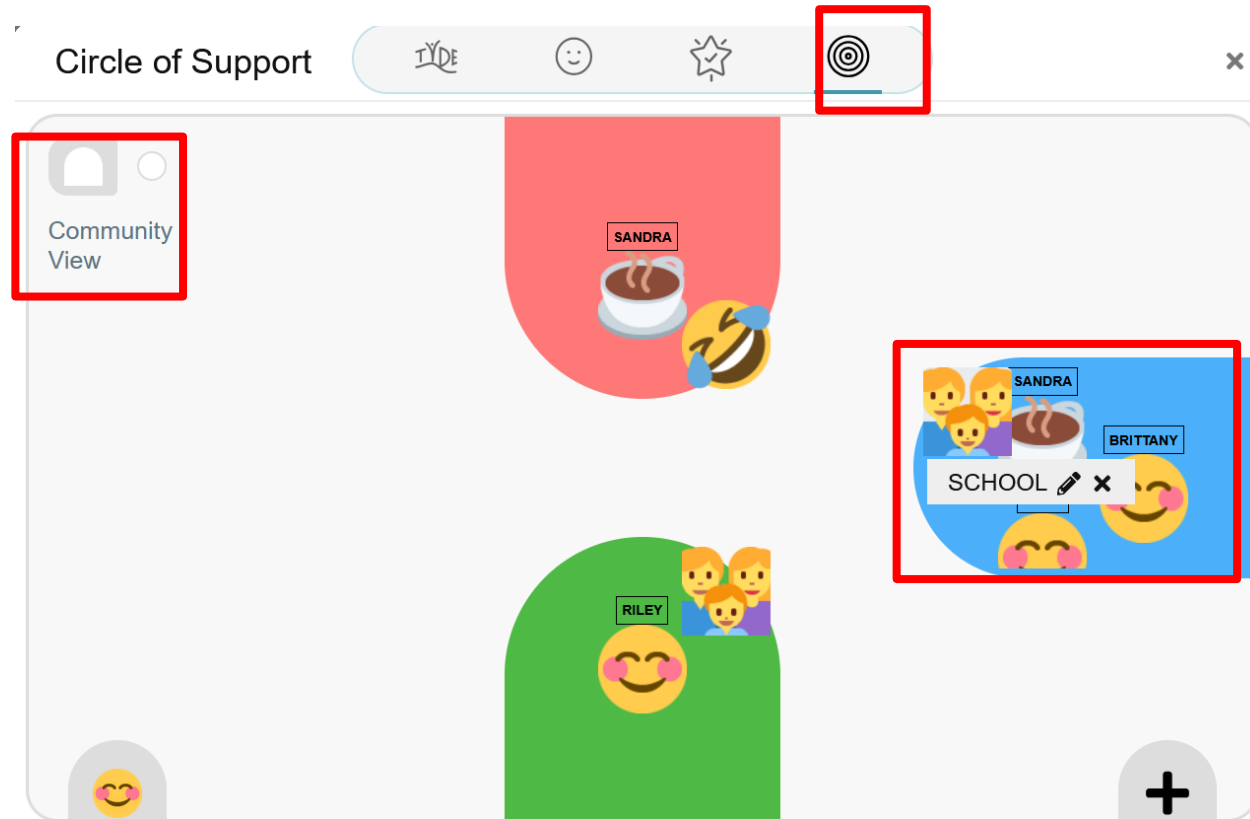 Circle of Support
TYDE
Community
View
SANDRA
SANDRA
BRITTANY
SCHOOL
RILEY